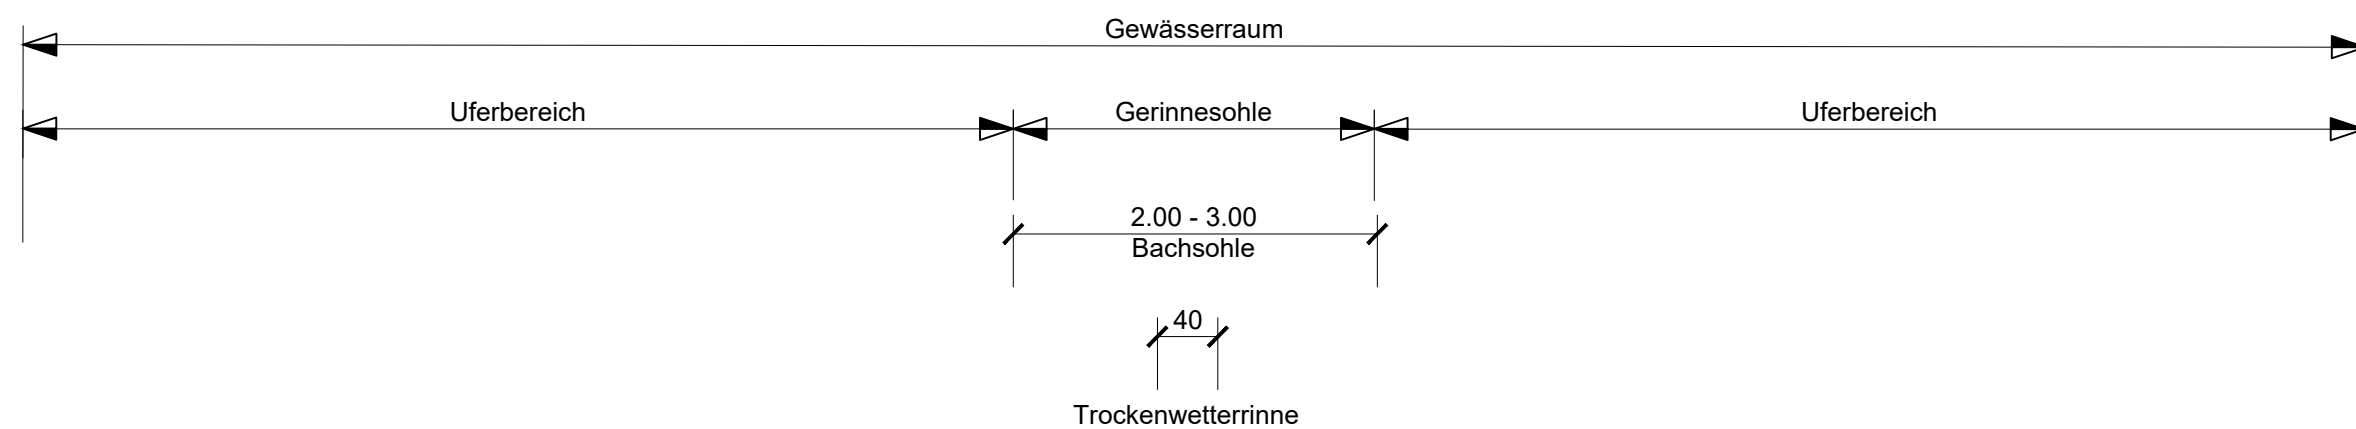 Gewässerraum
Uferbereich
Gerinnesohle
Uferbereich
2.00 - 3.00
Bachsohle
40
Trockenwetterrinne